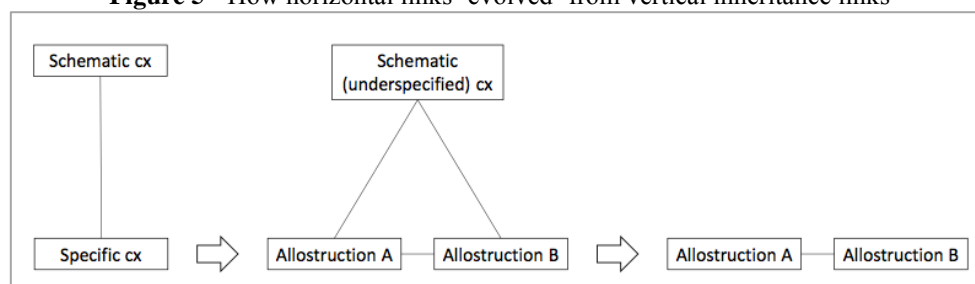 Figure 5 How horizontal links "evolved" from vertical inheritance links
Schematic cx
Schematic
(underspecified) cx
Specific cx
Allostruction A
Allostruction B
Allostruction A
Allostruction B